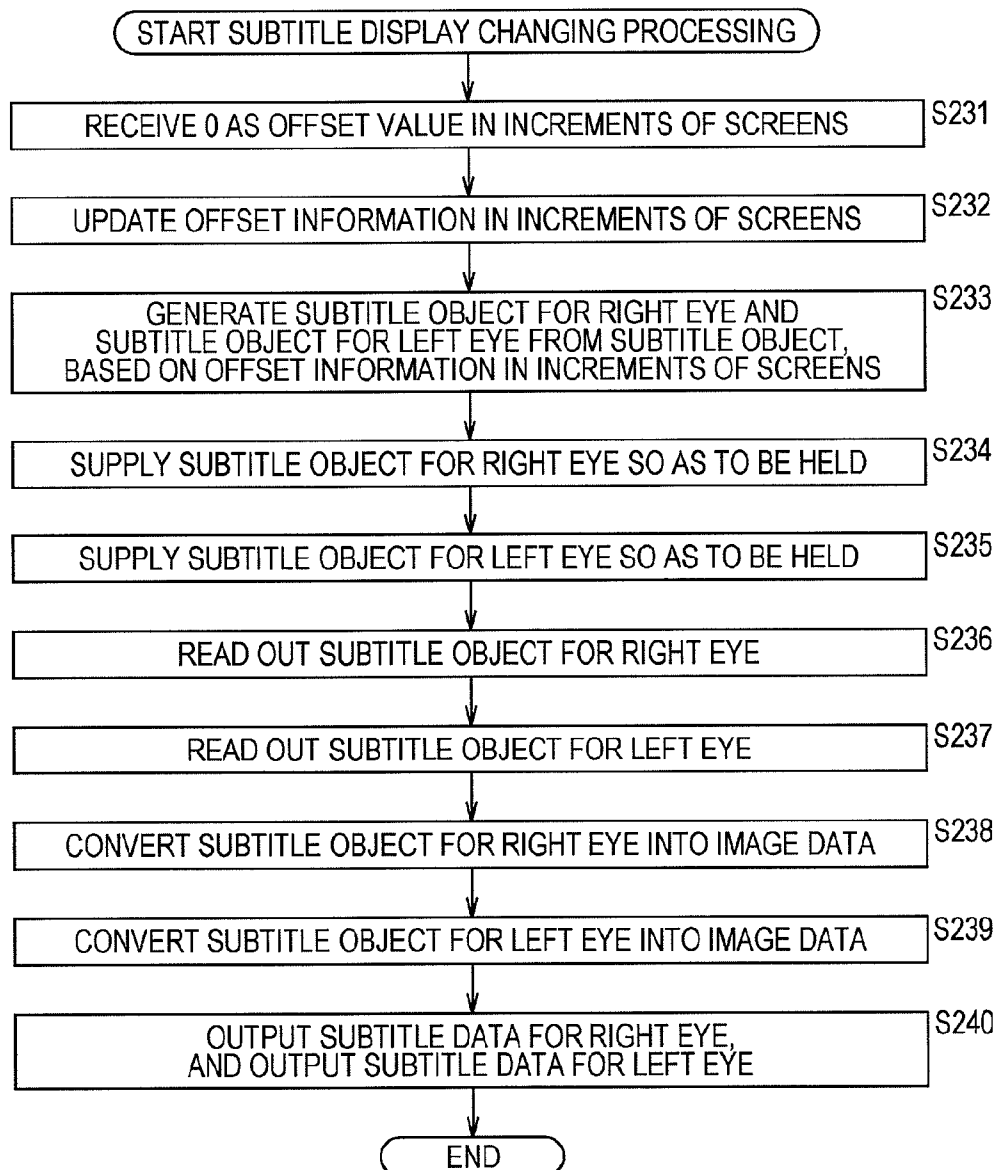 START SUBTITLE DISPLAY CHANGING PROCESSING
RECEIVE 0 AS OFFSET VALUE IN INCREMENTS OF SCREENS
S231
UPDATE OFFSET INFORMATION IN INCREMENTS OF SCREENS
S232
GENERATE SUBTITLE OBJECT FOR RIGHT EYE AND
SUBTITLE OBJECT FOR LEFT EYE FROM SUBTITLE OBJECT,
BASED ON OFFSET INFORMATION IN INCREMENTS OF SCREENS
S233
SUPPLY SUBTITLE OBJECT FOR RIGHT EYE SO AS TO BE HELD
S234
SUPPLY SUBTITLE OBJECT FOR LEFT EYE SO AS TO BE HELD
S235
READ OUT SUBTITLE OBJECT FOR RIGHT EYE
S236
READ OUT SUBTITLE OBJECT FOR LEFT EYE
S237
CONVERT SUBTITLE OBJECT FOR RIGHT EYE INTO IMAGE DATA
S238
CONVERT SUBTITLE OBJECT FOR LEFT EYE INTO IMAGE DATA
S239
OUTPUT SUBTITLE DATA FOR RIGHT EYE,
AND OUTPUT SUBTITLE DATA FOR LEFT EYE
S240
END